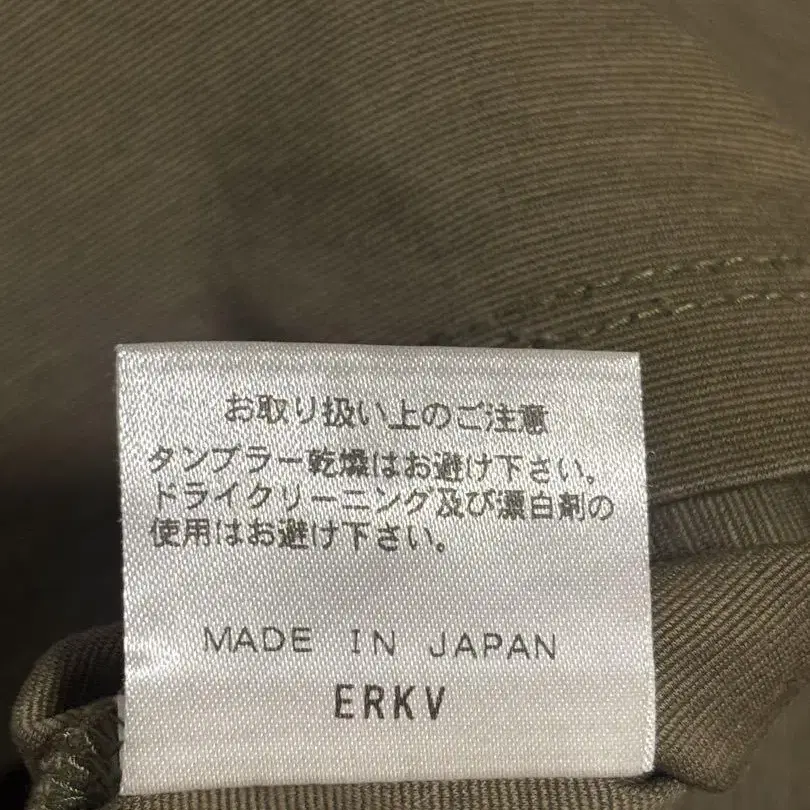 お取り扱い上のご注意
タンブラー乾燥はお避け下さい。
ドライクリーニング及び漂白剤の
使用はお避け下さい。
MADE IN JAPAN
ERKV